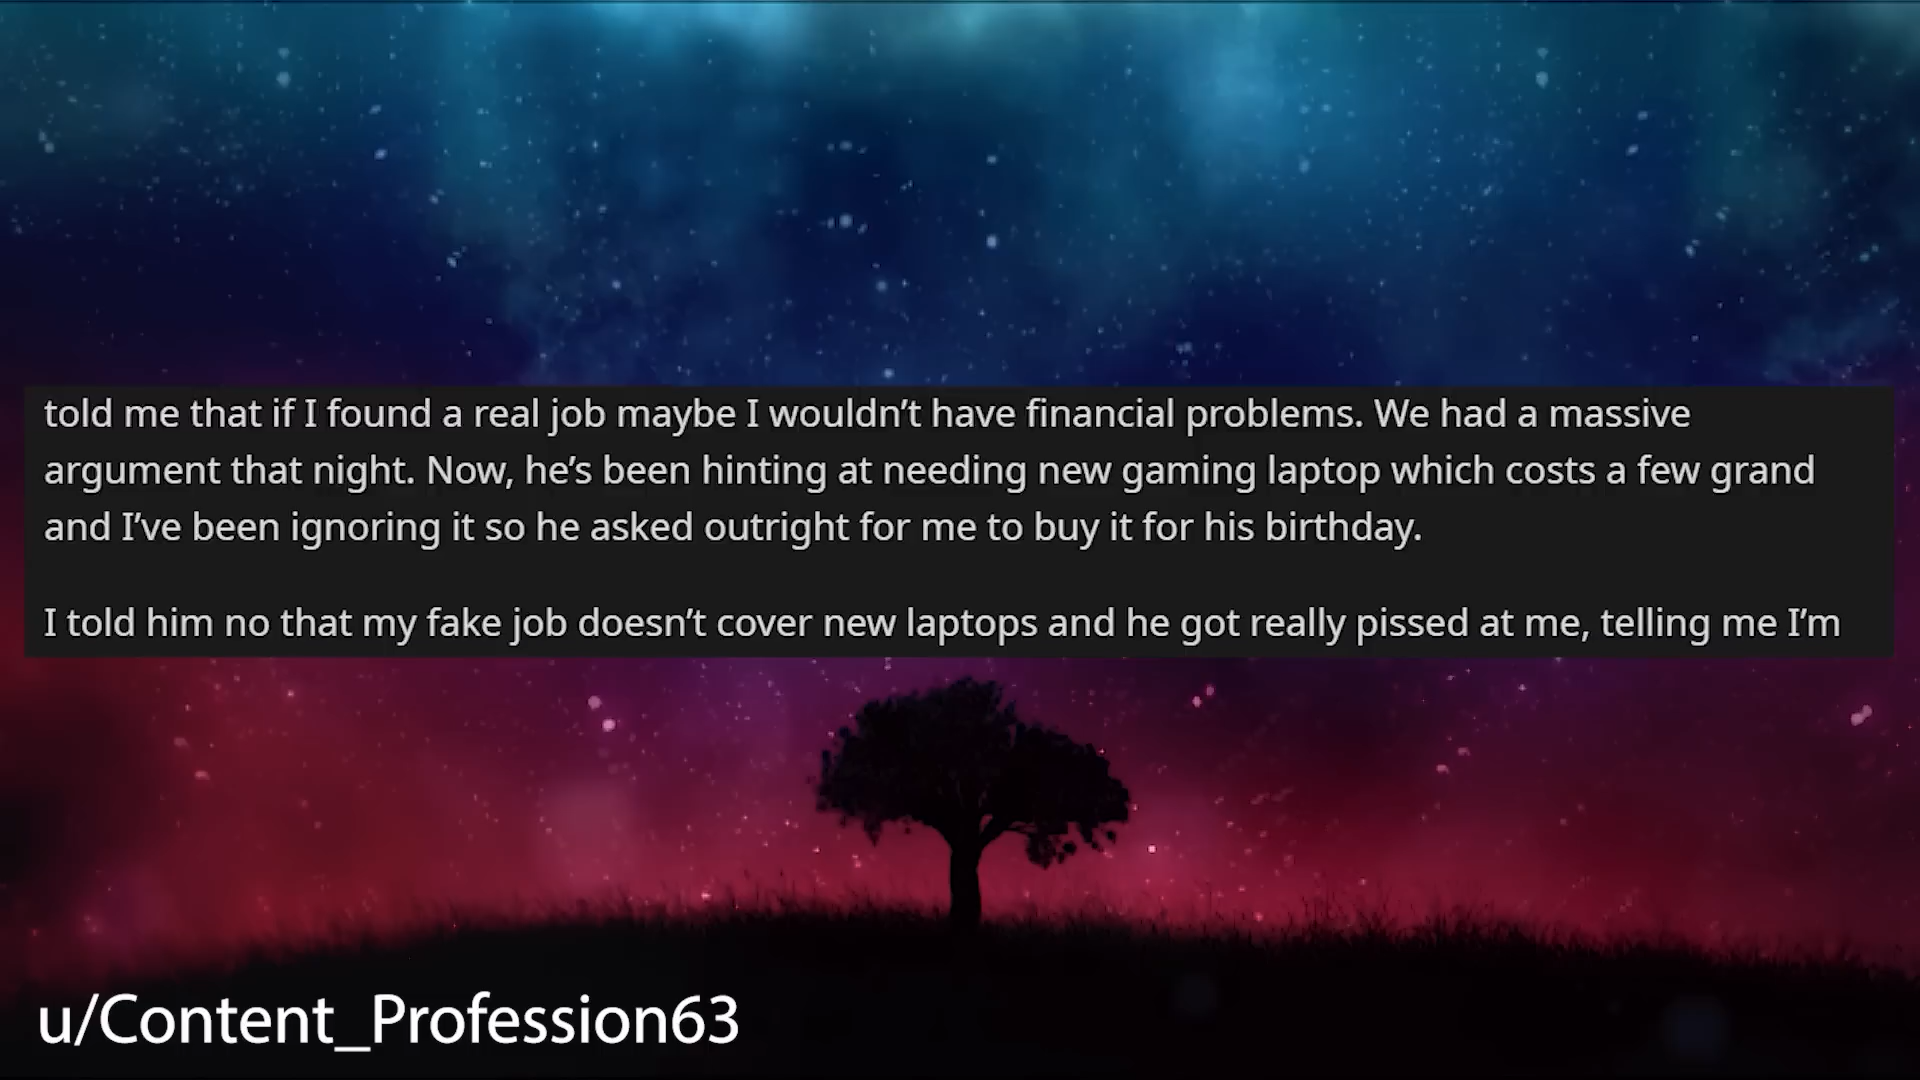 told me that if I found a real job maybe I wouldn’t have financial problems. We had a massive
argument that night. Now, he’s been hinting at needing new gaming laptop which costs a few grand
and I’ve been ignoring it so he asked outright for me to buy it for his birthday.
I told him no that my fake job doesn’t cover new laptops and he got really pissed at me, telling me I’m
u/Content_Profession63